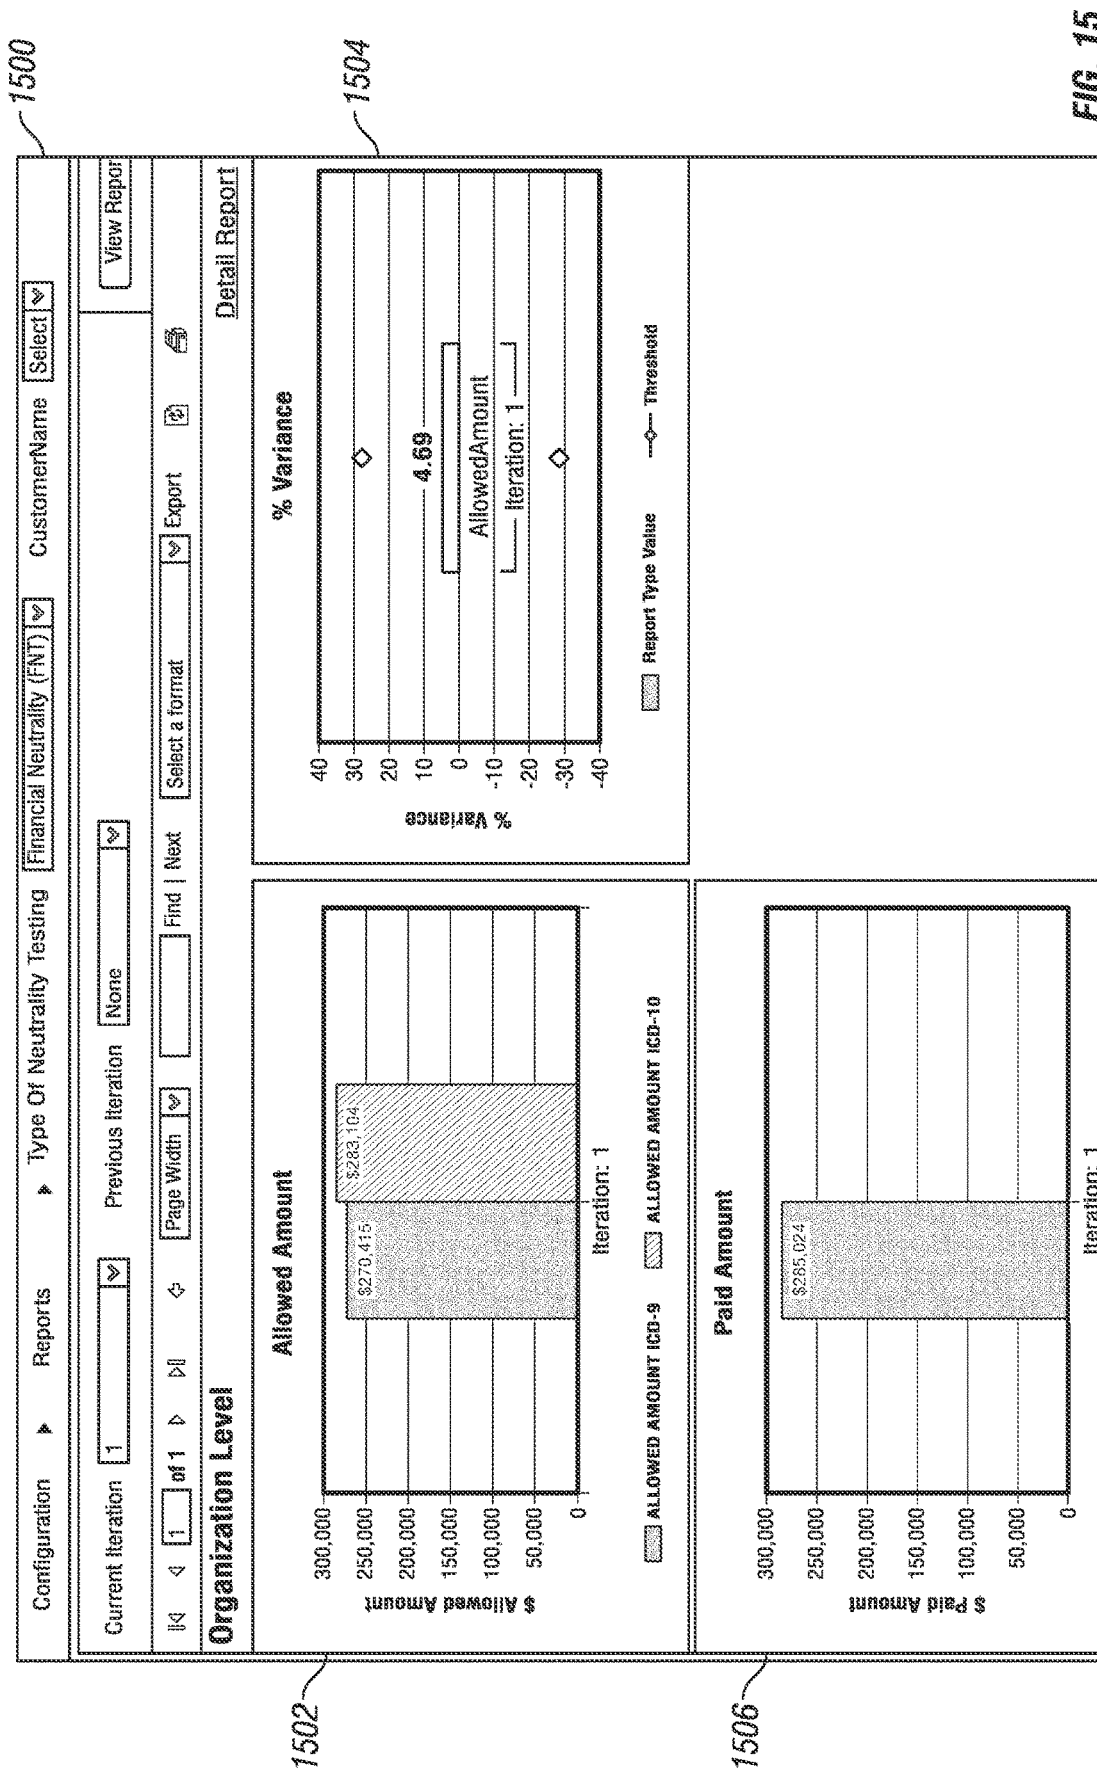 1500
Configuration Reports Type Of Neutrality Testing Financial Neutrality (FNT) CustomerName Select
Current Iteration 1 Previous Iteration None View Repor
1 of 1 Page Width Find | Next Select a format Export
Organization Level Detail Report
1502
Allowed Amount
$ Allowed Amount
300,000
250,000
200,000
150,000
100,000
50,000
0
$270,415
$283,104
Iteration: 1
ALLOWED AMOUNT ICD-9 ALLOWED AMOUNT ICD-10
1504
% Variance
% Variance
40
30
20
10
0
-10
-20
-30
-40
4.69
AllowedAmount
Iteration: 1
Report Type Value Threshold
1506
Paid Amount
$ Paid Amount
300,000
250,000
200,000
150,000
100,000
50,000
0
$285,024
Iteration: 1
FIG. 15